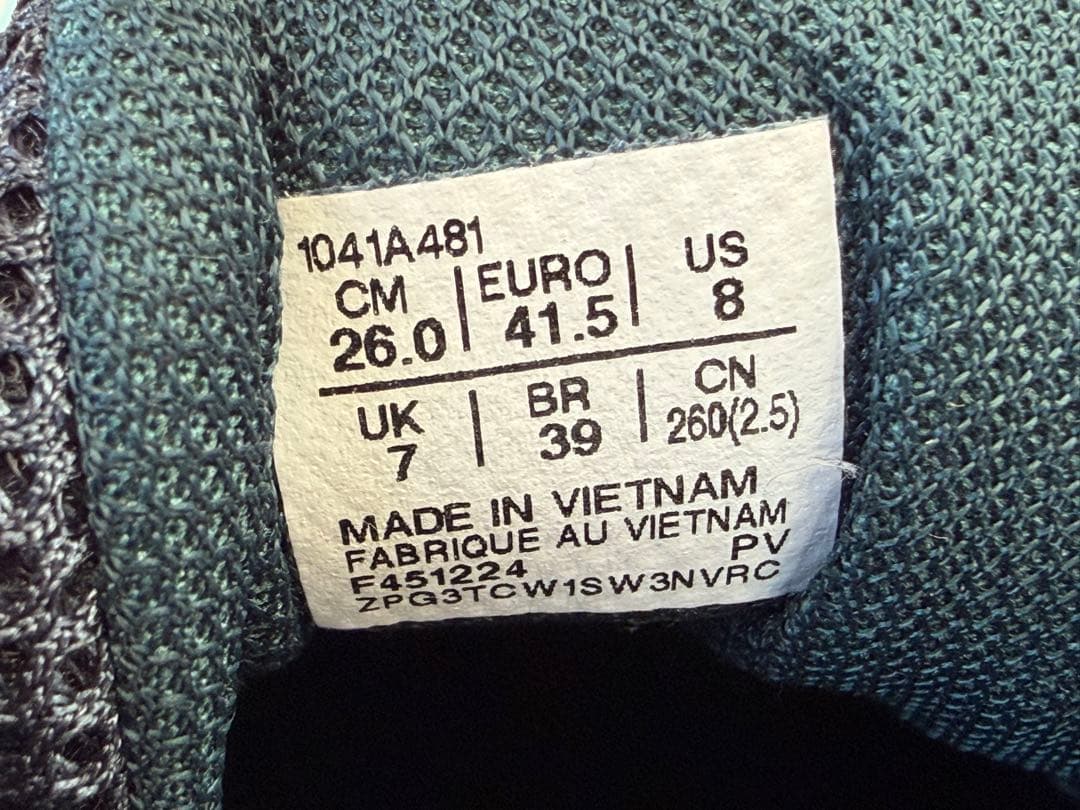 1041A481
CM | EURO | US
26.0 | 41.5 | 8
UK | BR | CN
7 | 39 | 260(2.5)
MADE IN VIETNAM
FABRIQUE AU VIETNAM
F451224 PV
ZPG3TCW1SW3NVRC